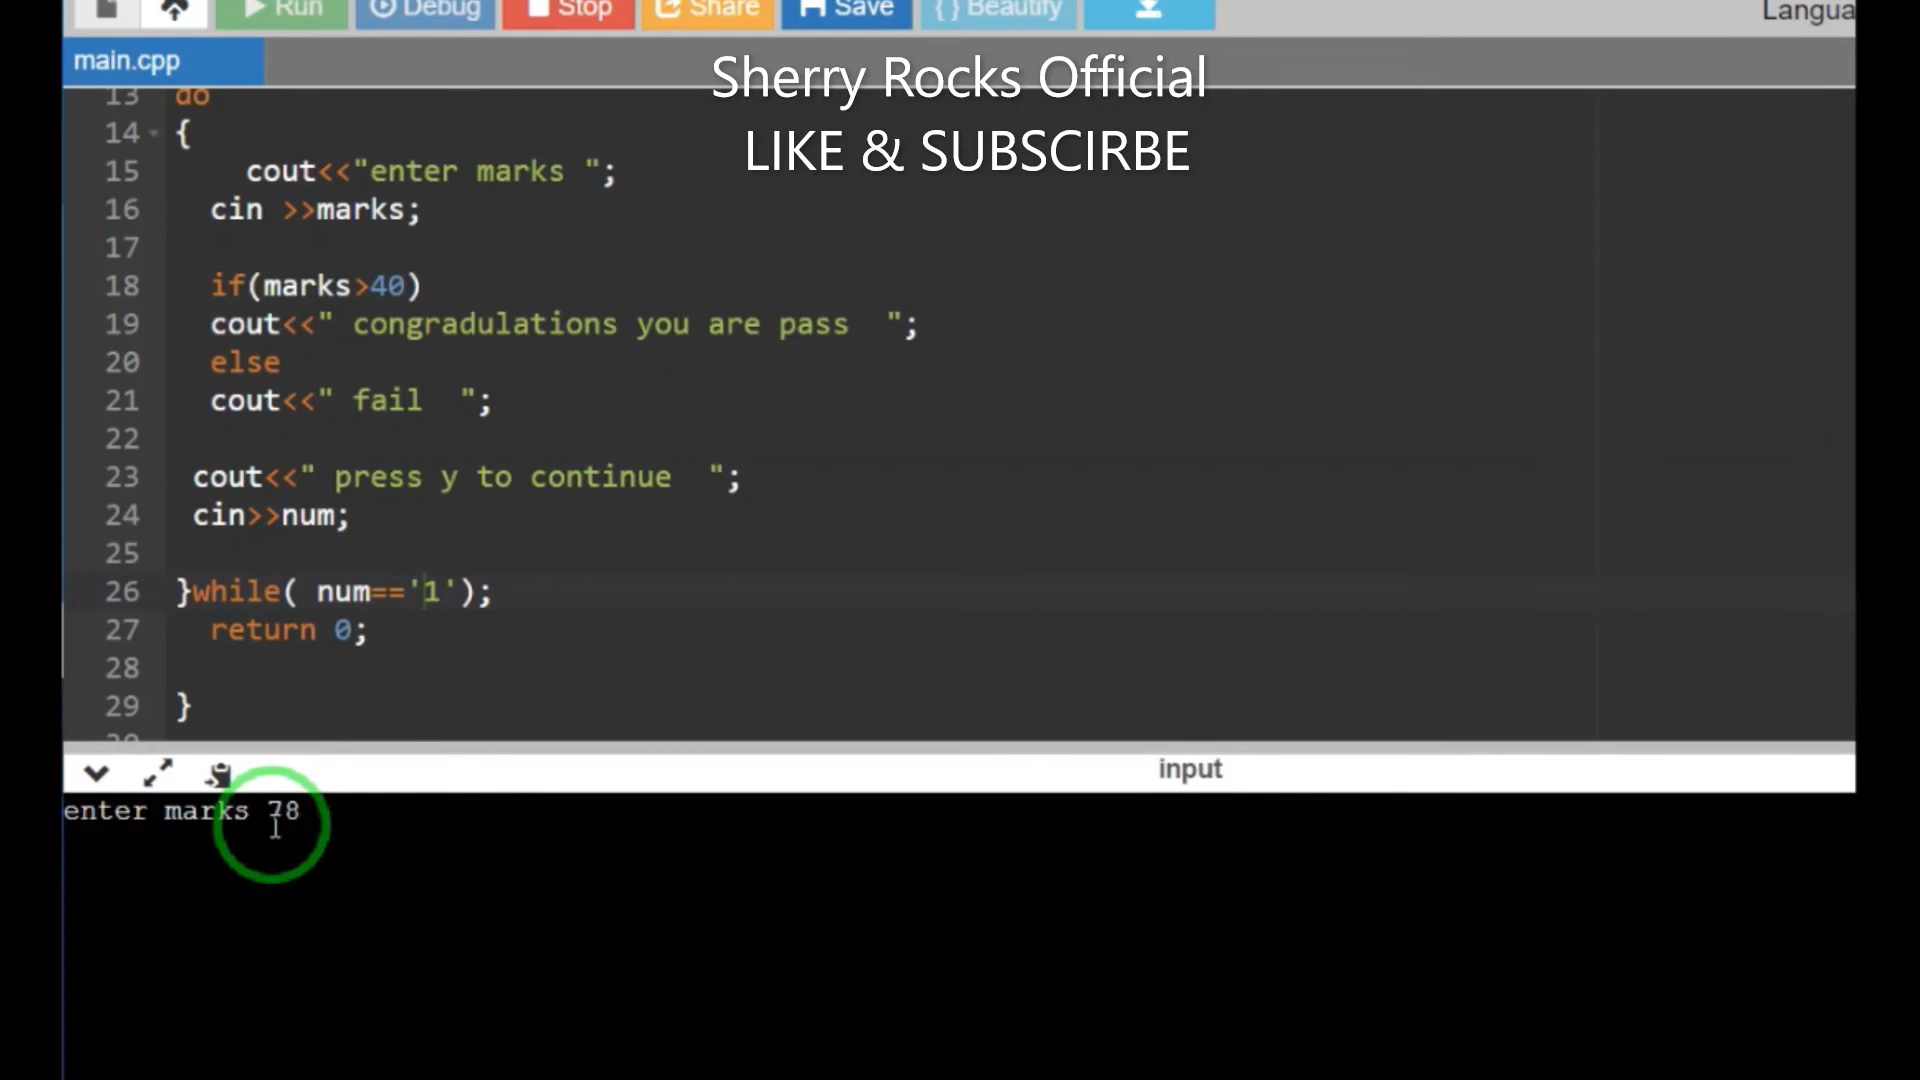 Run Debug Stop Share Save { } Beautify Langua
main.cpp
Sherry Rocks Official
LIKE & SUBSCIRBE
13 do
14 {
15 cout<<"enter marks ";
16 cin >>marks;
17
18 if(marks>40)
19 cout<<" congradulations you are pass  ";
20 else
21 cout<<" fail  ";
22
23 cout<<" press y to continue  ";
24 cin>>num;
25
26 }while( num=='1');
27 return 0;
28
29 }
input
enter marks 78